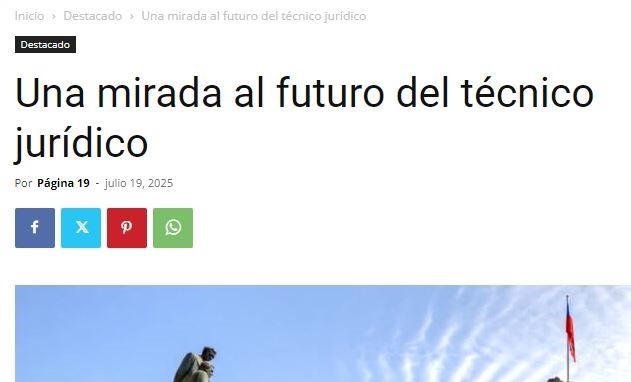 Inicio › Destacado › Una mirada al futuro del técnico jurídico
Destacado
Una mirada al futuro del técnico
jurídico
Por Página 19 - julio 19, 2025